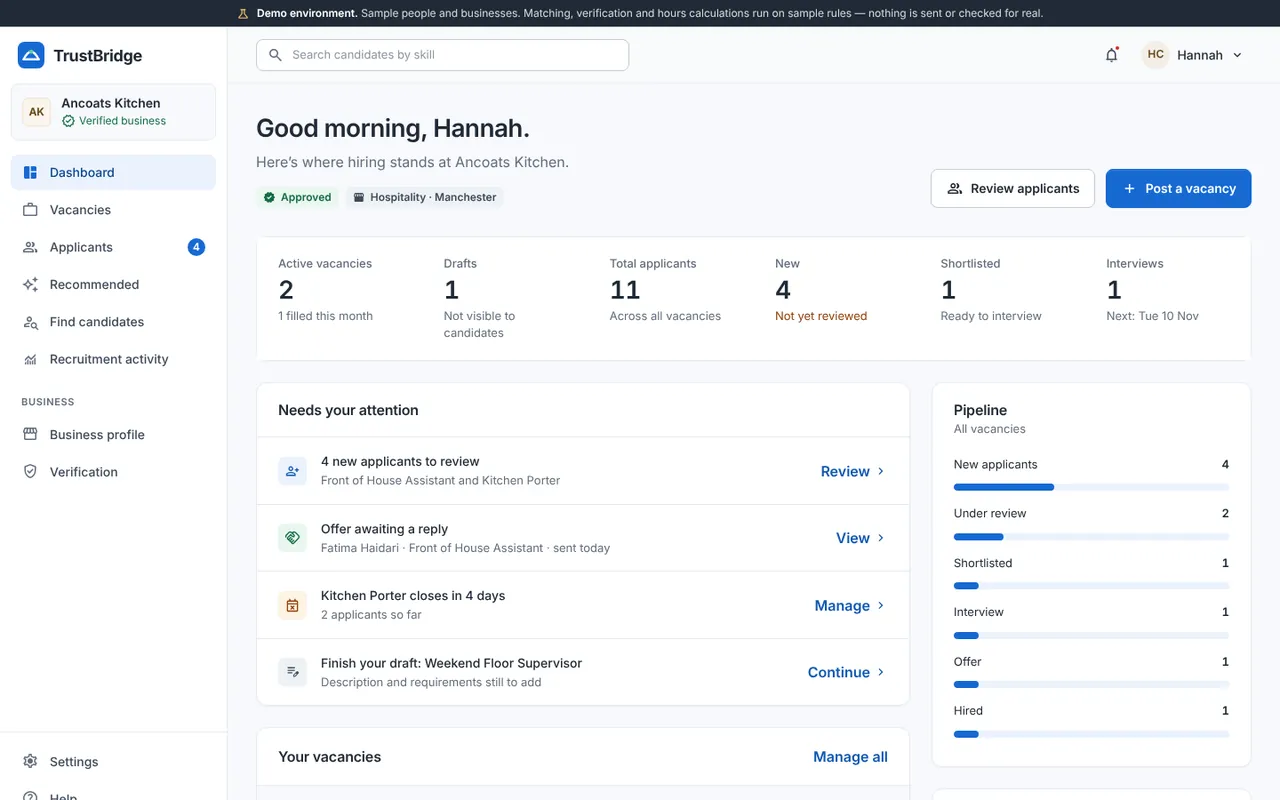 Demo environment. Sample people and businesses. Matching, verification and hours calculations run on sample rules — nothing is sent or checked for real.
TrustBridge
Search candidates by skill
HC
Hannah
AK
Ancoats Kitchen
Verified business
Dashboard
Vacancies
Applicants
4
Recommended
Find candidates
Recruitment activity
BUSINESS
Business profile
Verification
Settings
Help
Good morning, Hannah.
Here's where hiring stands at Ancoats Kitchen.
Approved
Hospitality · Manchester
Review applicants
Post a vacancy
Active vacancies
2
1 filled this month
Drafts
1
Not visible to
candidates
Total applicants
11
Across all vacancies
New
4
Not yet reviewed
Shortlisted
1
Ready to interview
Interviews
1
Next: Tue 10 Nov
Needs your attention
4 new applicants to review
Front of House Assistant and Kitchen Porter
Review
Offer awaiting a reply
Fatima Haidari · Front of House Assistant · sent today
View
Kitchen Porter closes in 4 days
2 applicants so far
Manage
Finish your draft: Weekend Floor Supervisor
Description and requirements still to add
Continue
Your vacancies
Manage all
Pipeline
All vacancies
New applicants 4
Under review 2
Shortlisted 1
Interview 1
Offer 1
Hired 1